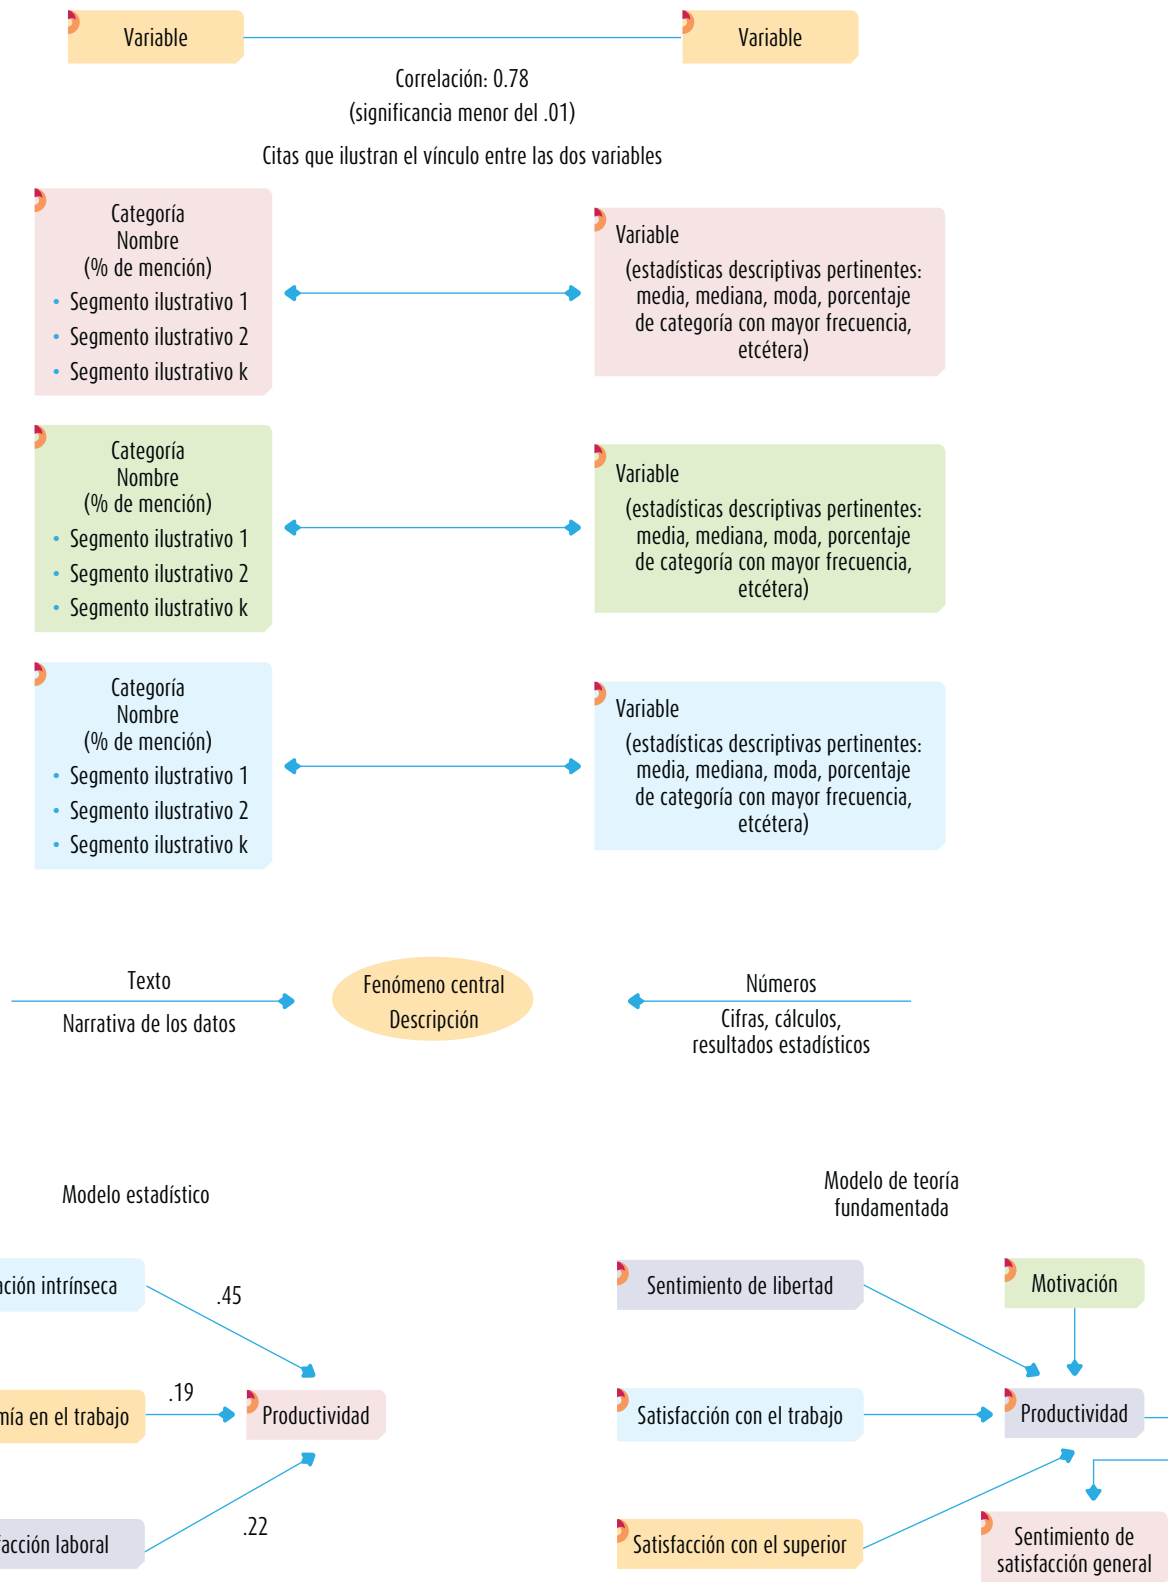 Variable
Variable
Correlación: 0.78
(significancia menor del .01)
Citas que ilustran el vínculo entre las dos variables
Categoría
Nombre
(% de mención)
• Segmento ilustrativo 1
• Segmento ilustrativo 2
• Segmento ilustrativo k
Variable
(estadísticas descriptivas pertinentes:
media, mediana, moda, porcentaje
de categoría con mayor frecuencia,
etcétera)
Categoría
Nombre
(% de mención)
• Segmento ilustrativo 1
• Segmento ilustrativo 2
• Segmento ilustrativo k
Variable
(estadísticas descriptivas pertinentes:
media, mediana, moda, porcentaje
de categoría con mayor frecuencia,
etcétera)
Categoría
Nombre
(% de mención)
• Segmento ilustrativo 1
• Segmento ilustrativo 2
• Segmento ilustrativo k
Variable
(estadísticas descriptivas pertinentes:
media, mediana, moda, porcentaje
de categoría con mayor frecuencia,
etcétera)
Texto
Narrativa de los datos
Fenómeno central
Descripción
Números
Cifras, cálculos,
resultados estadísticos
Modelo estadístico
intrínseca
.45
en el trabajo
.19
Productividad
laboral
.22
Modelo de teoría
fundamentada
Sentimiento de libertad
Motivación
Satisfacción con el trabajo
Productividad
Satisfacción con el superior
Sentimiento de
satisfacción general